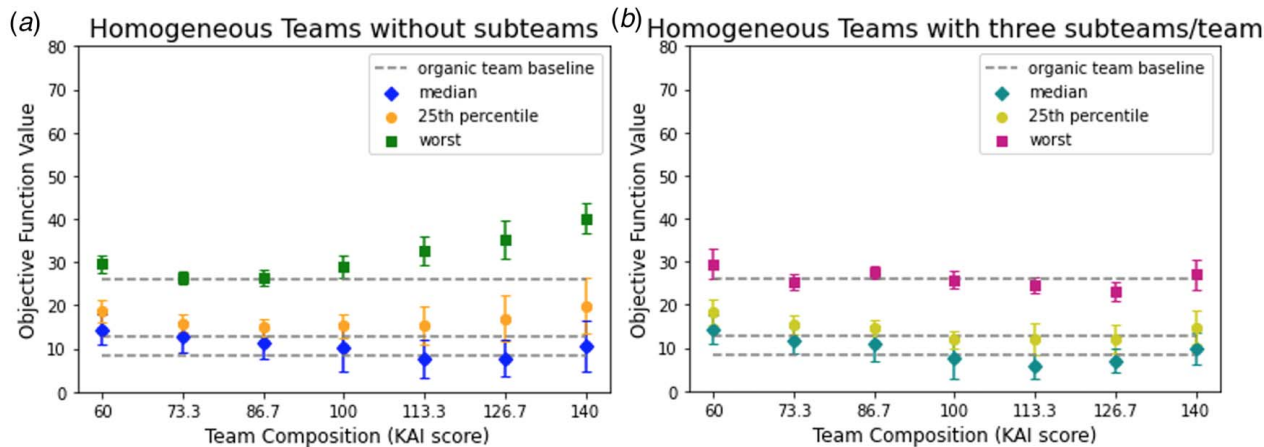 (a) Homogeneous Teams without subteams
80
70
60
50
40
30
20
10
0
Objective Function Value
organic team baseline
median
25th percentile
worst
60 73.3 86.7 100 113.3 126.7 140
Team Composition (KAI score)
(b) Homogeneous Teams with three subteams/team
80
70
60
50
40
30
20
10
0
Objective Function Value
organic team baseline
median
25th percentile
worst
60 73.3 86.7 100 113.3 126.7 140
Team Composition (KAI score)